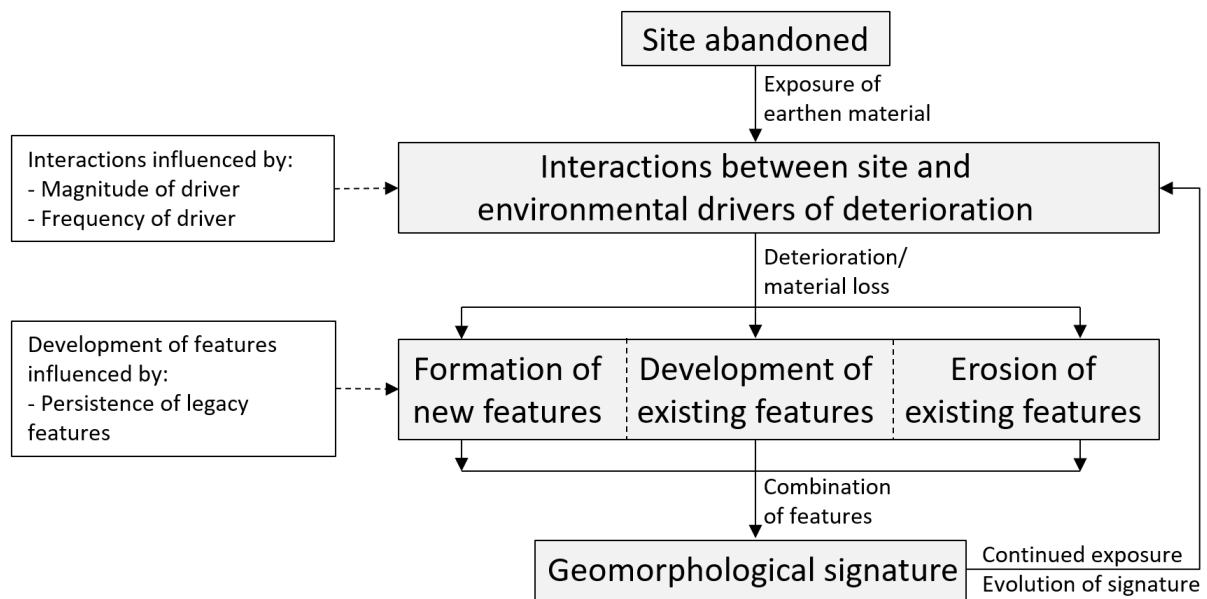 Site abandoned
Exposure of
earthen material
Interactions influenced by:
- Magnitude of driver
- Frequency of driver
Interactions between site and
environmental drivers of deterioration
Deterioration/
material loss
Development of features
influenced by:
- Persistence of legacy
features
Formation of
new features
Development of
existing features
Erosion of
existing features
Combination
of features
Geomorphological signature
Continued exposure
Evolution of signature